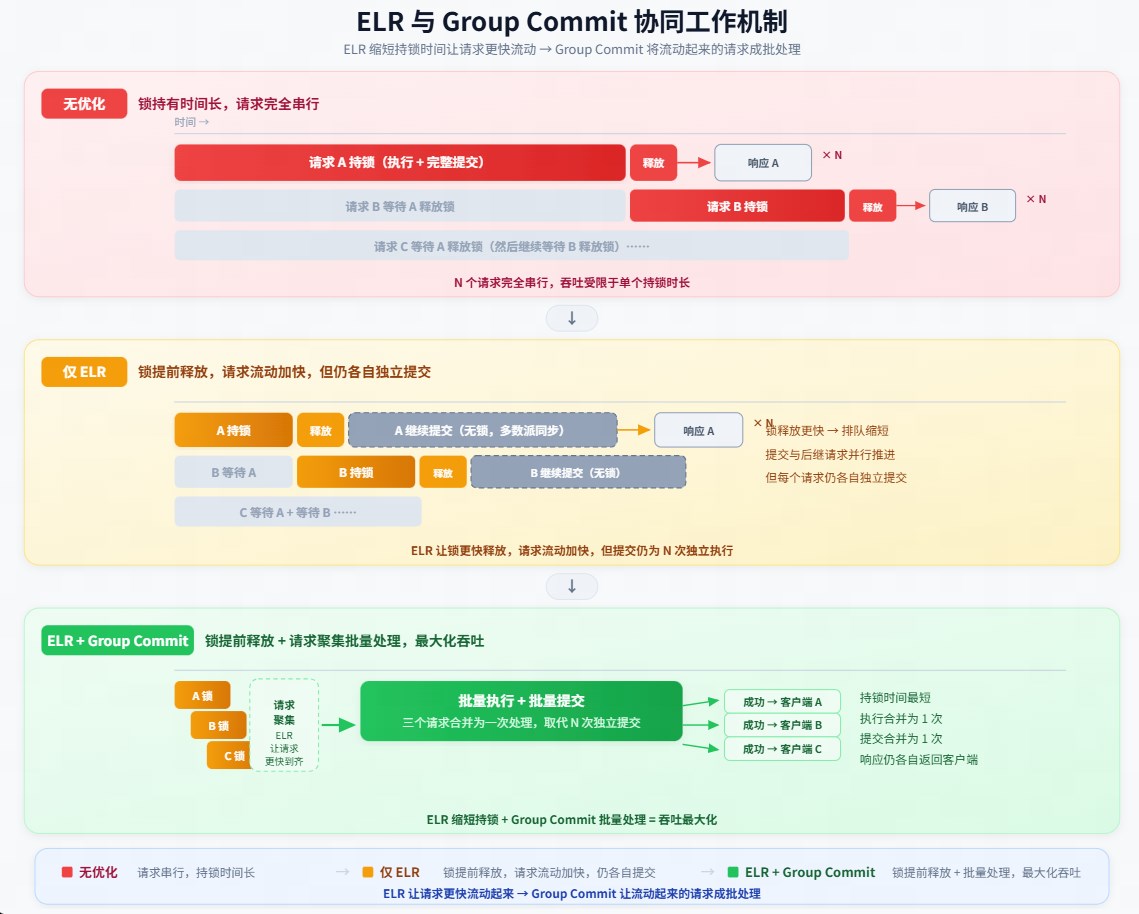 ELR 与 Group Commit 协同工作机制
ELR 缩短持锁时间让请求更快流动 → Group Commit 将流动起来的请求成批处理
无优化
锁持有时间长，请求完全串行
时间 →
请求 A 持锁（执行 + 完整提交）
释放
响应 A
× N
请求 B 等待 A 释放锁
请求 B 持锁
释放
响应 B
× N
请求 C 等待 A 释放锁（然后继续等待 B 释放锁）……
N 个请求完全串行，吞吐受限于单个持锁时长
↓
仅 ELR
锁提前释放，请求流动加快，但仍各自独立提交
A 持锁
释放
A 继续提交（无锁，多数派同步）
响应 A
× N
锁释放更快 → 排队缩短
提交与后继请求并行推进
但每个请求仍各自独立提交
B 等待 A
B 持锁
释放
B 继续提交（无锁）
C 等待 A + 等待 B ……
ELR 让锁更快释放，请求流动加快，但提交仍为 N 次独立执行
↓
ELR + Group Commit
锁提前释放 + 请求聚集批量处理，最大化吞吐
A 锁
B 锁
C 锁
请求
聚集
ELR
让请求
更快到齐
批量执行 + 批量提交
三个请求合并为一次处理，取代 N 次独立提交
成功 → 客户端 A
成功 → 客户端 B
成功 → 客户端 C
持锁时间最短
执行合并为 1 次
提交合并为 1 次
响应仍各自返回客户端
ELR 缩短持锁 + Group Commit 批量处理 = 吞吐最大化
无优化 请求串行，持锁时间长 → 仅 ELR 锁提前释放，请求流动加快，仍各自提交 → ELR + Group Commit 锁提前释放 + 批量处理，最大化吞吐
ELR 让请求更快流动起来 → Group Commit 让流动起来的请求成批处理